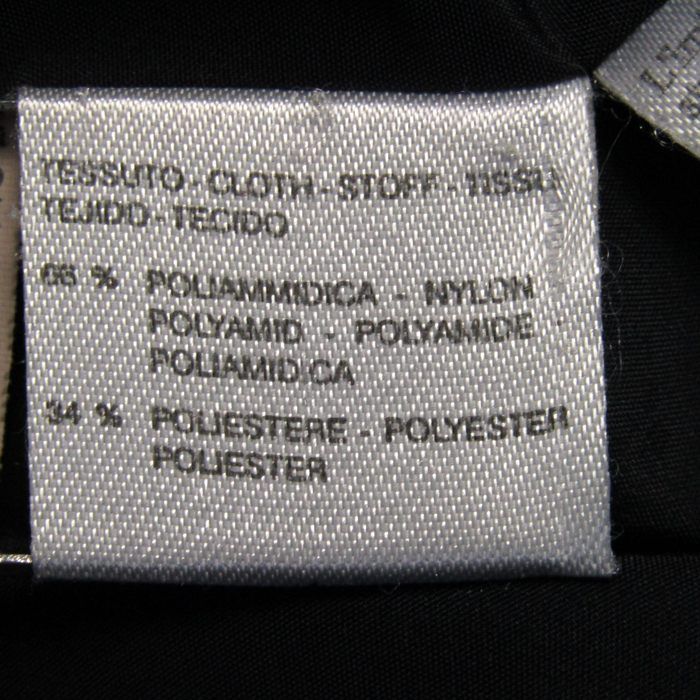 TESSUTO - CLOTH - STOFF - TISSU
TEJIDO - TECIDO
66 % POLIAMMIDICA - NYLON
POLYAMID - POLYAMIDE
POLIAMIDICA
34 % POLIESTERE - POLYESTER
POLIESTER